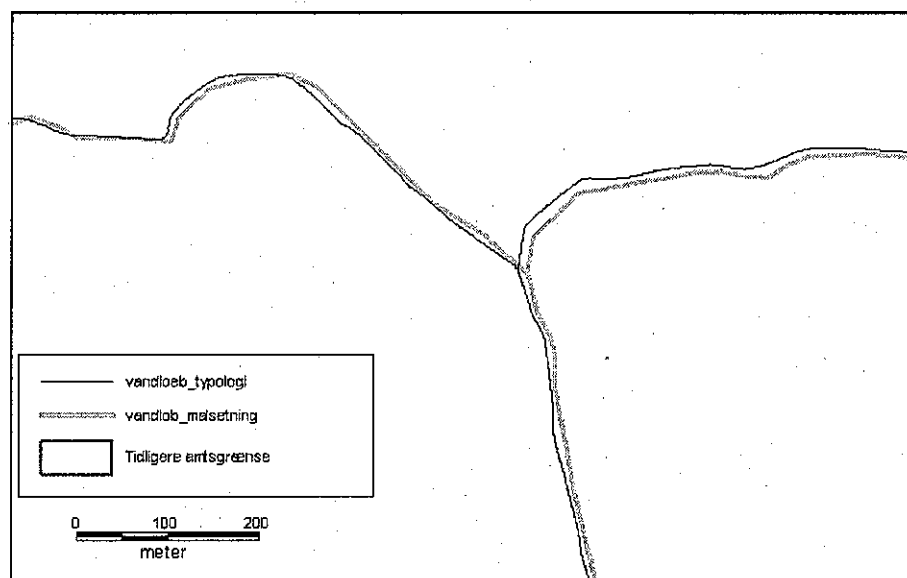 vandloeb_typologi
vandlob_malsetning
Tidligere amtsgrænse
0 100 200
meter